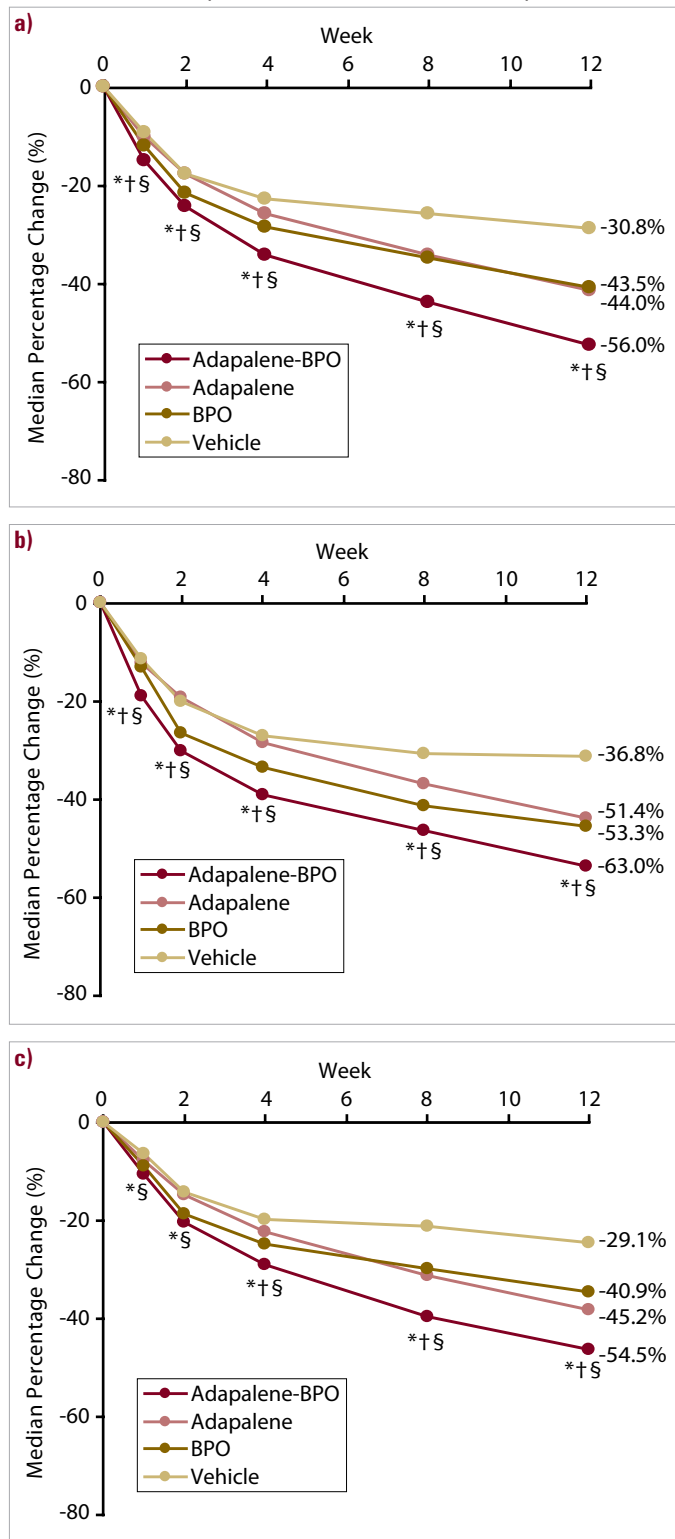 a)
Week
0 2 4 6 8 10 12
0
-20
-40
-60
-80
Median Percentage Change (%)
*†§
*†§
*†§
*†§
*†§
-30.8%
-43.5%
-44.0%
-56.0%
Adapalene-BPO
Adapalene
BPO
Vehicle
b)
Week
0 2 4 6 8 10 12
0
-20
-40
-60
-80
Median Percentage Change (%)
*†§
*†§
*†§
*†§
*†§
-36.8%
-51.4%
-53.3%
-63.0%
Adapalene-BPO
Adapalene
BPO
Vehicle
c)
Week
0 2 4 6 8 10 12
0
-20
-40
-60
-80
Median Percentage Change (%)
*§
*§
*†§
*†§
*†§
-29.1%
-40.9%
-45.2%
-54.5%
Adapalene-BPO
Adapalene
BPO
Vehicle